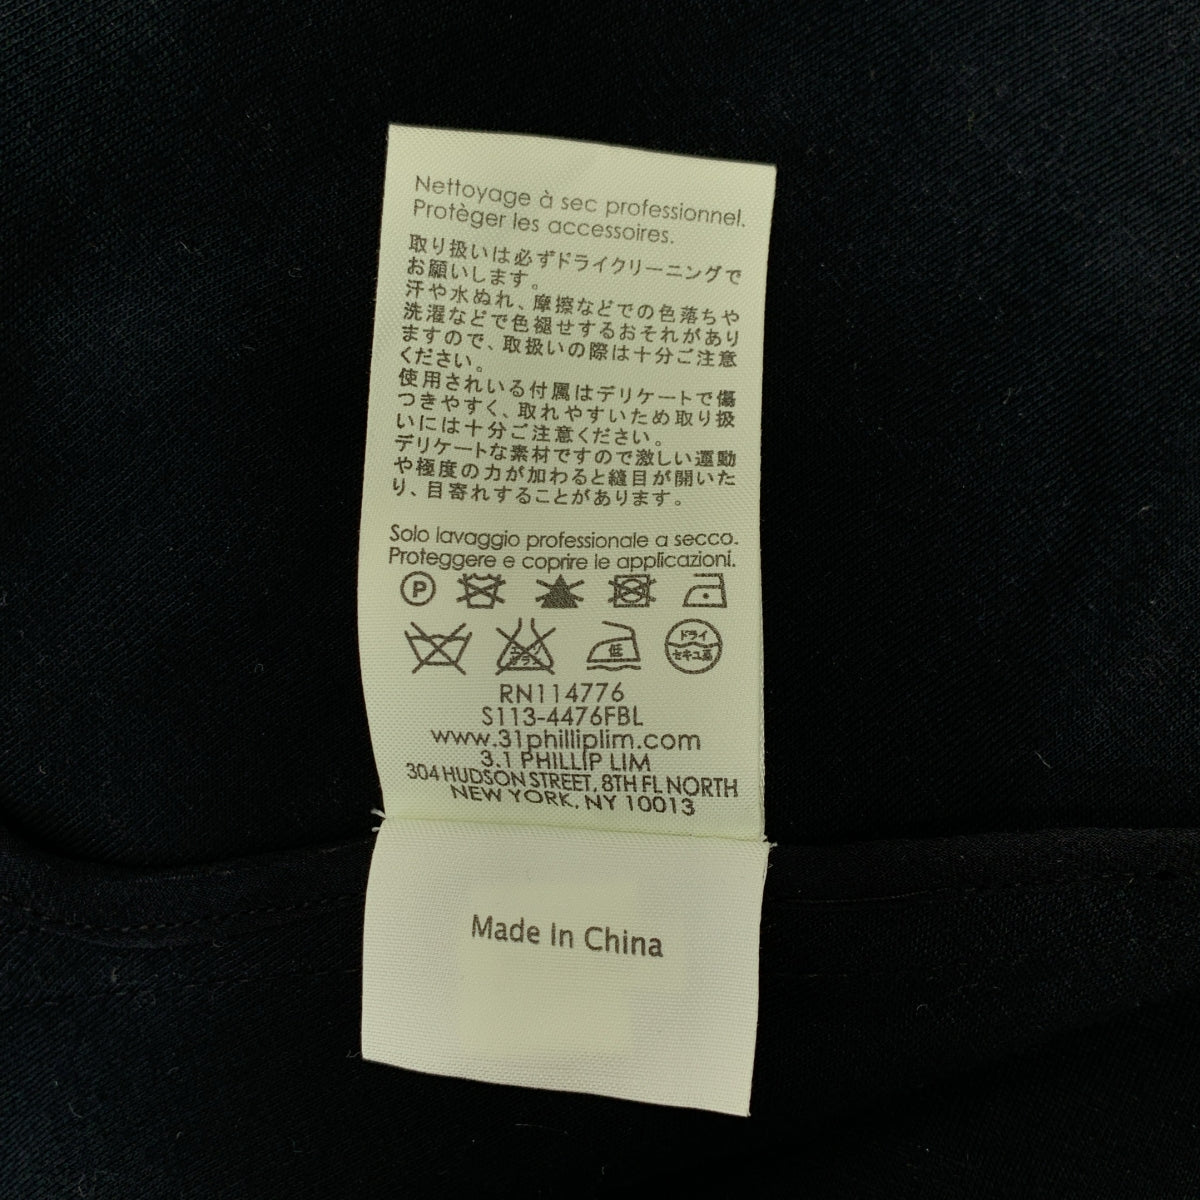 Nettoyage à sec professionnel.
Protèger les accessoires.
取り扱いは必ずドライクリーニングで
お願いします。
汗や水ぬれ、摩擦などでの色落ちや
洗濯などで色褪せするおそれがあり
ますので、取扱いの際は十分ご注意
ください。
使用されいる付属はデリケートで傷
つきやすく、取れやすいため取り扱
いには十分ご注意ください。
デリケートな素材ですので激しい運動
や極度の力が加わると縫目が開いた
り、目寄れすることがあります。
Solo lavaggio professionale a secco.
Proteggere e coprire le applicazioni.
P
エンソ サラシ 低 ドライ セキユ系
RN114776
S113-4476FBL
www.31philliplim.com
3.1 PHILLIP LIM
304 HUDSON STREET, 8TH FL NORTH
NEW YORK, NY 10013
Made In China